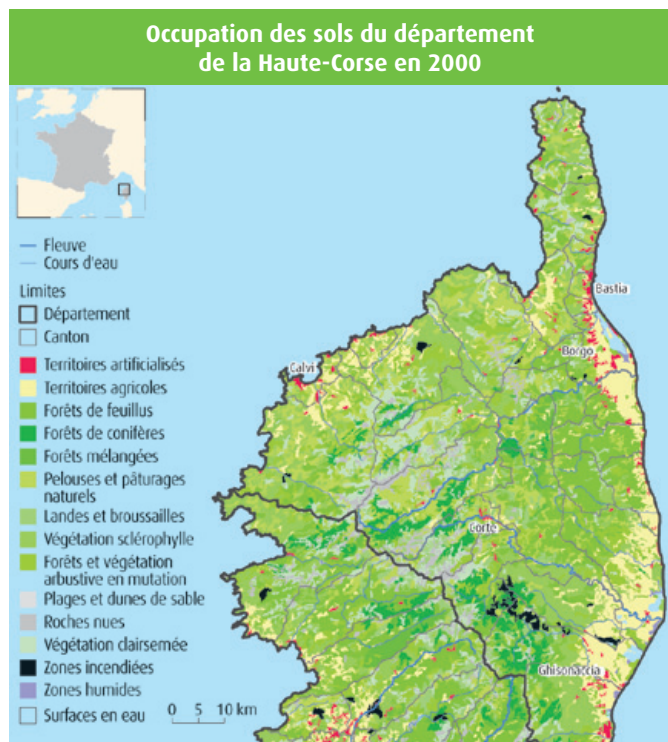 Occupation des sols du département
de la Haute-Corse en 2000
Fleuve
Cours d'eau
Limites
Département
Canton
Territoires artificialisés
Territoires agricoles
Forêts de feuillus
Forêts de conifères
Forêts mélangées
Pelouses et pâturages
naturels
Landes et broussailles
Végétation sclérophylle
Forêts et végétation
arbustive en mutation
Plages et dunes de sable
Roches nues
Végétation clairsemée
Zones incendiées
Zones humides
Surfaces en eau
0 5 10 km
Bastia
Borgo
Calvi
Corte
Ghisonaccia